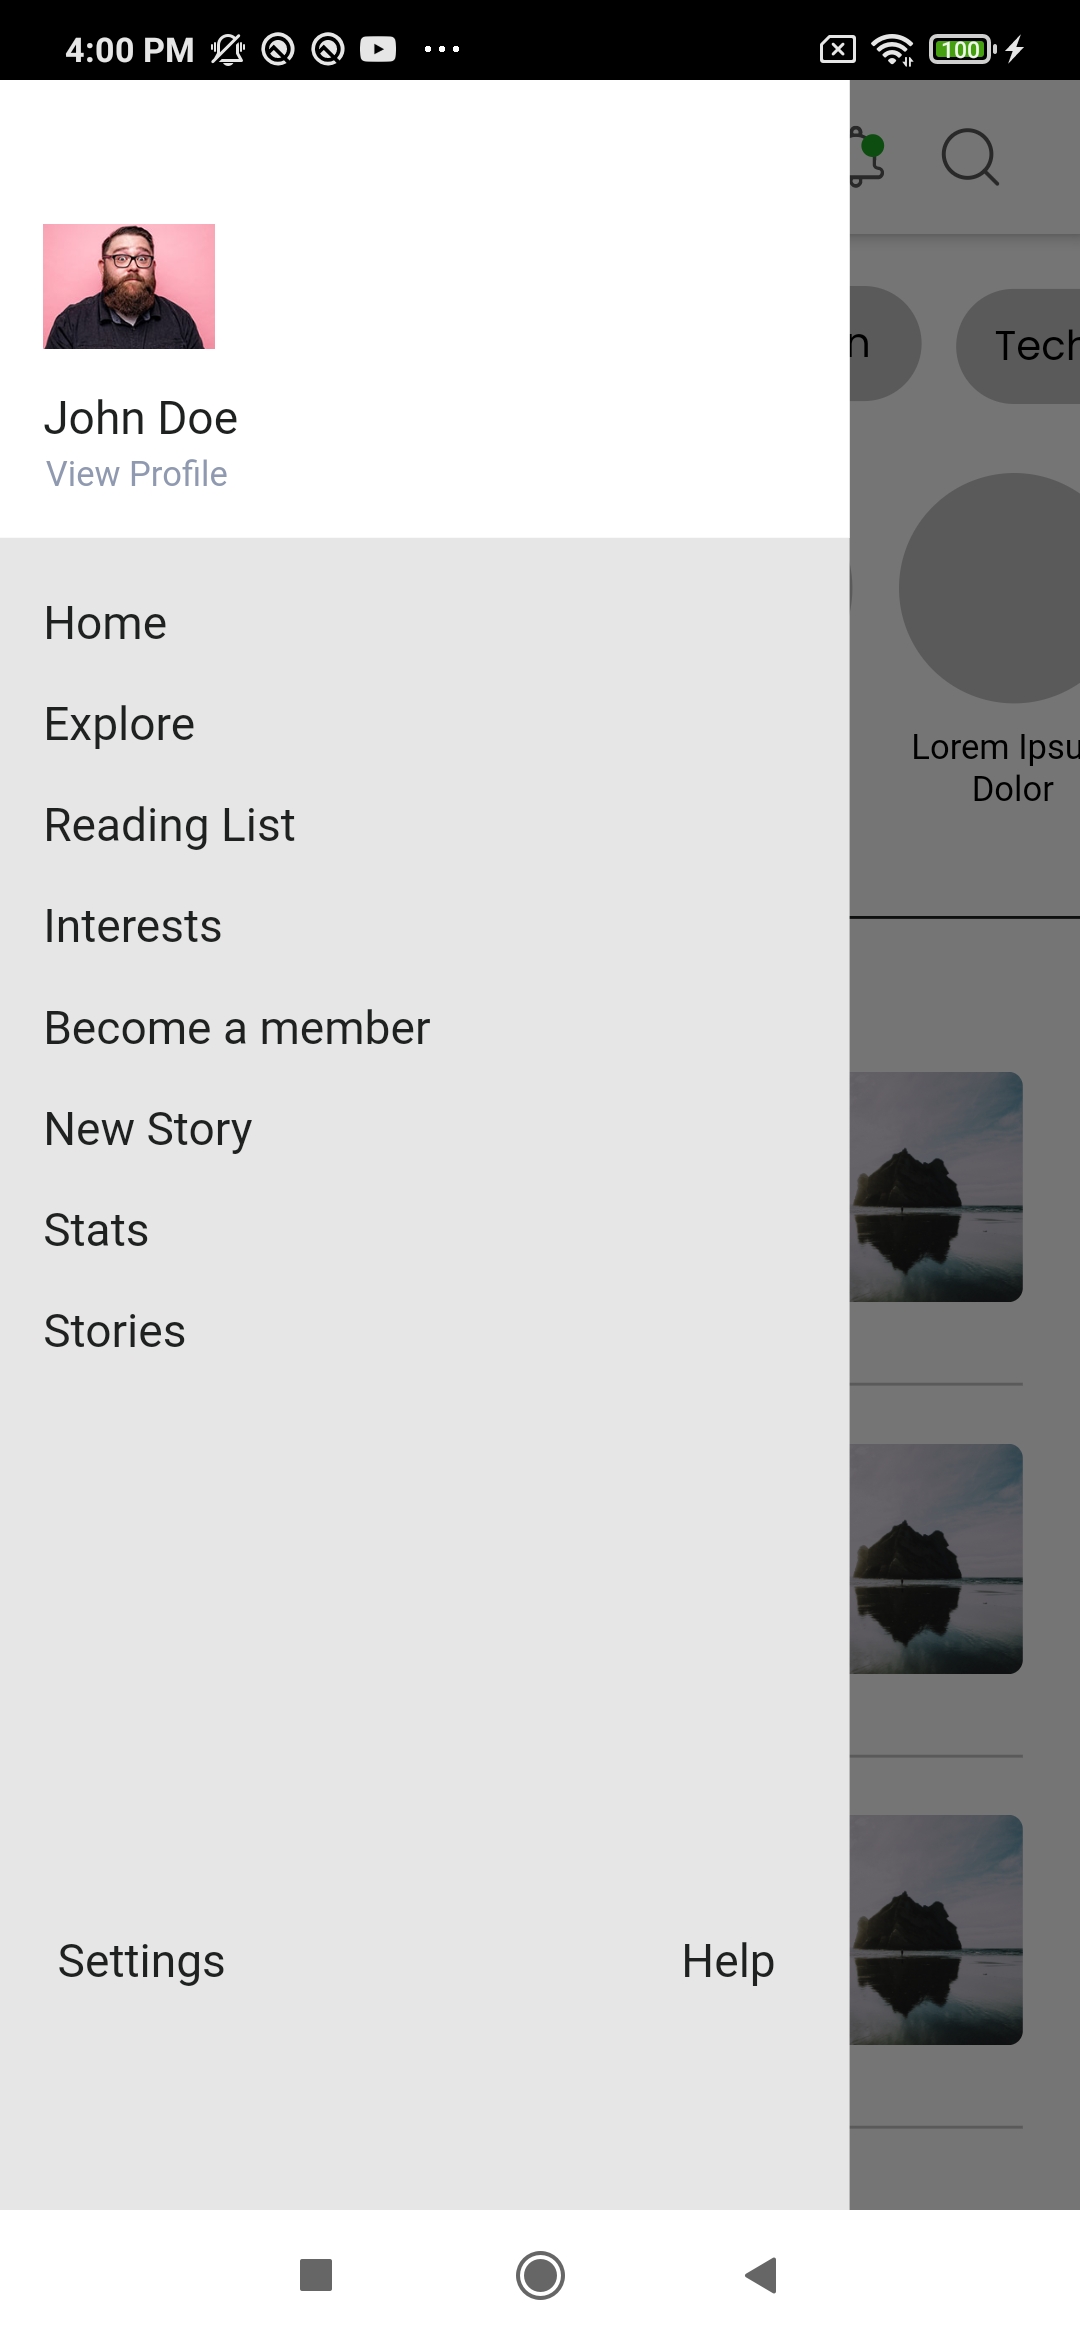 4:00 PM
100
n
Tech
John Doe
View Profile
Lorem Ipsu
Dolor
Home
Explore
Reading List
Interests
Become a member
New Story
Stats
Stories
Settings
Help